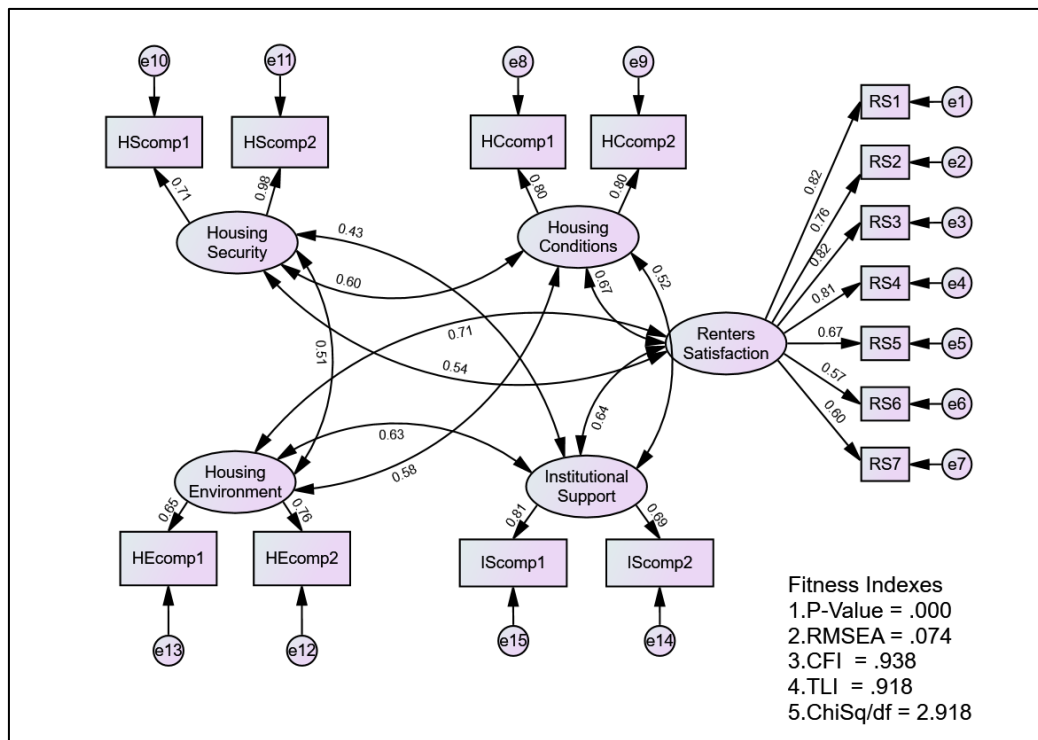 e10
e11
e8
e9
HScomp1
HScomp2
HCcomp1
HCcomp2
RS1
e1
RS2
e2
RS3
e3
RS4
e4
RS5
e5
RS6
e6
RS7
e7
0.71
0.98
0.80
0.80
0.82
0.76
0.82
0.81
0.67
0.57
0.60
Housing
Security
Housing
Conditions
Renters
Satisfaction
0.43
0.60
0.67
0.52
0.71
0.54
0.51
0.63
0.58
0.64
Housing
Environment
Institutional
Support
0.65
0.76
0.81
0.69
HEcomp1
HEcomp2
IScomp1
IScomp2
e13
e12
e15
e14
Fitness Indexes
1.P-Value = .000
2.RMSEA = .074
3.CFI = .938
4.TLI = .918
5.ChiSq/df = 2.918